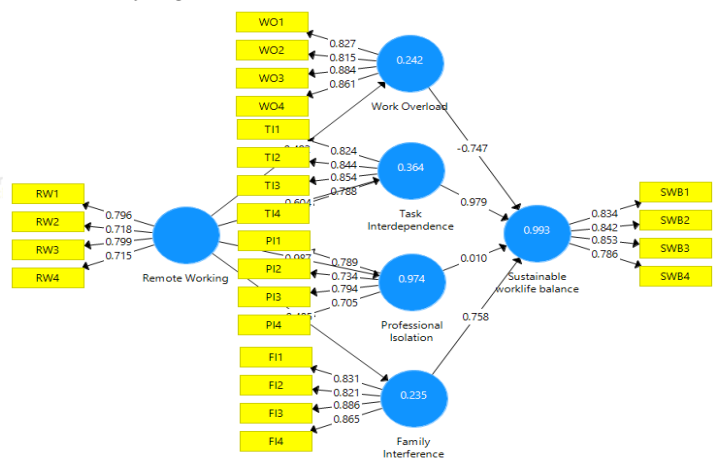 WO1
WO2
WO3
WO4
0.827
0.815
0.884
0.861
0.242
Work Overload
-0.747
TI1
TI2
TI3
TI4
0.824
0.844
0.854
0.788
0.364
Task
Interdependence
0.979
RW1
RW2
RW3
RW4
0.796
0.718
0.799
0.715
Remote Working
PI1
PI2
PI3
PI4
0.987
0.789
0.734
0.794
0.705
0.974
Professional
Isolation
0.010
0.993
Sustainable
worklife balance
0.834
0.842
0.853
0.786
SWB1
SWB2
SWB3
SWB4
0.758
FI1
FI2
FI3
FI4
0.831
0.821
0.886
0.865
0.235
Family
Interference